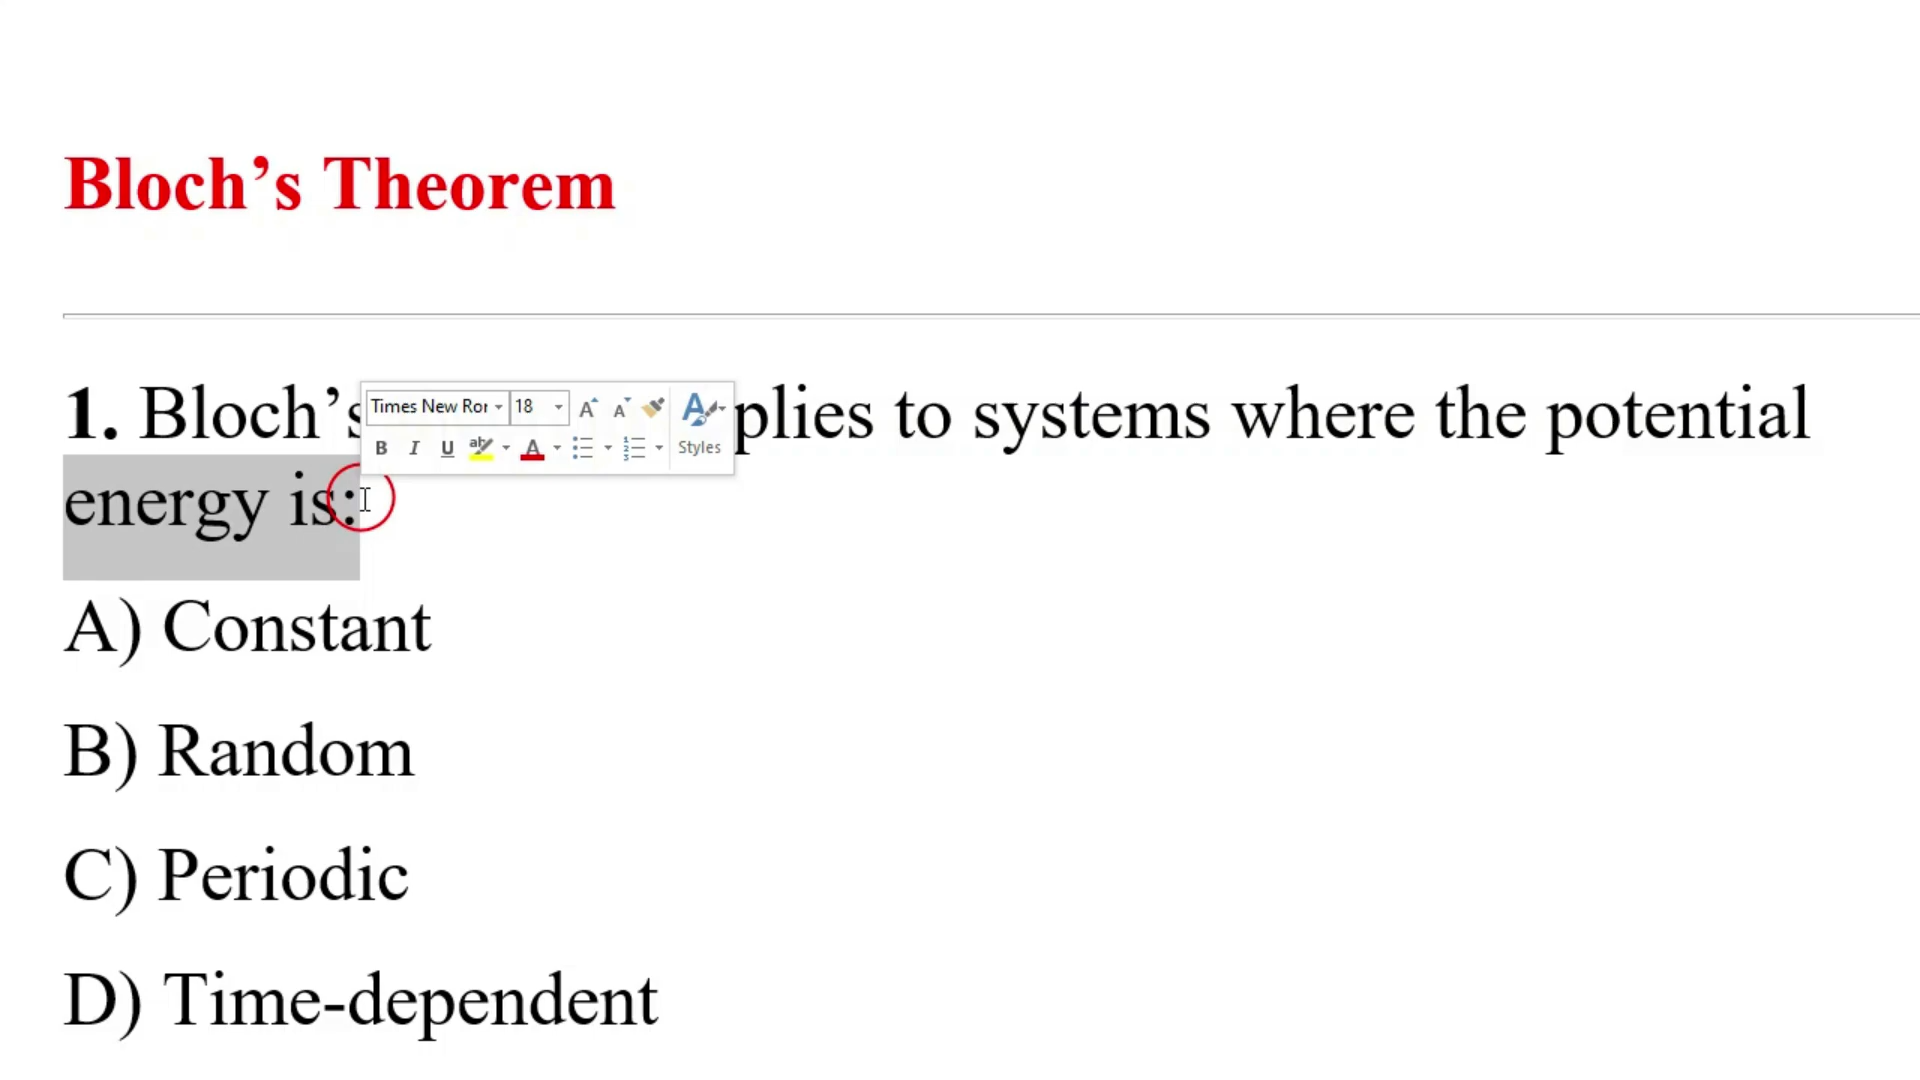 Bloch’s Theorem
1. Bloch’s plies to systems where the potential
energy is:
Times New Ror 18
B I U Styles
A) Constant
B) Random
C) Periodic
D) Time-dependent